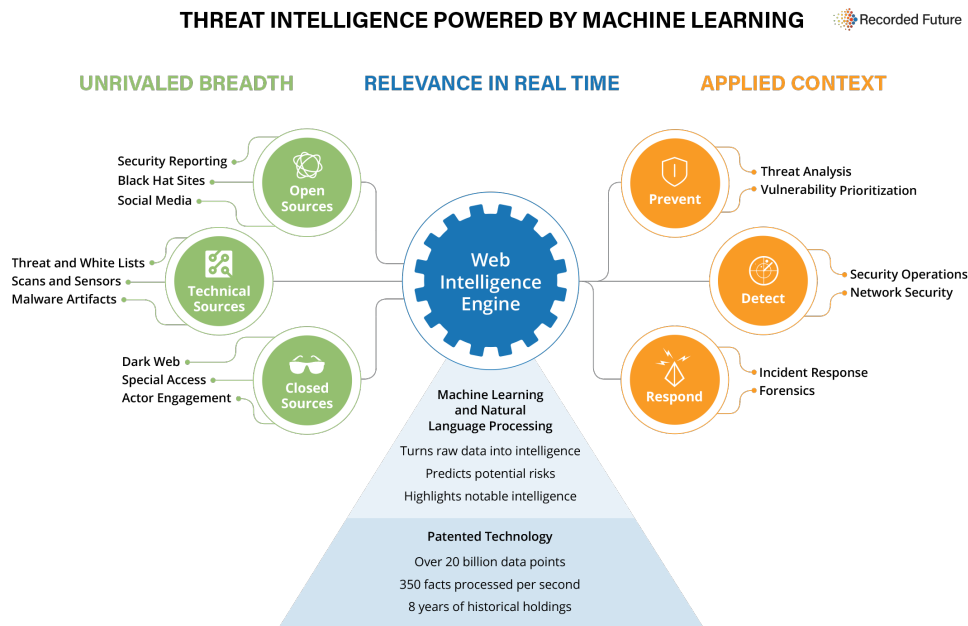 THREAT INTELLIGENCE POWERED BY MACHINE LEARNING
Recorded Future
UNRIVALED BREADTH
RELEVANCE IN REAL TIME
APPLIED CONTEXT
Security Reporting
Black Hat Sites
Social Media
Open
Sources
Threat and White Lists
Scans and Sensors
Malware Artifacts
Technical
Sources
Dark Web
Special Access
Actor Engagement
Closed
Sources
Web
Intelligence
Engine
Machine Learning
and Natural
Language Processing
Turns raw data into intelligence
Predicts potential risks
Highlights notable intelligence
Patented Technology
Over 20 billion data points
350 facts processed per second
8 years of historical holdings
Prevent
Threat Analysis
Vulnerability Prioritization
Detect
Security Operations
Network Security
Respond
Incident Response
Forensics